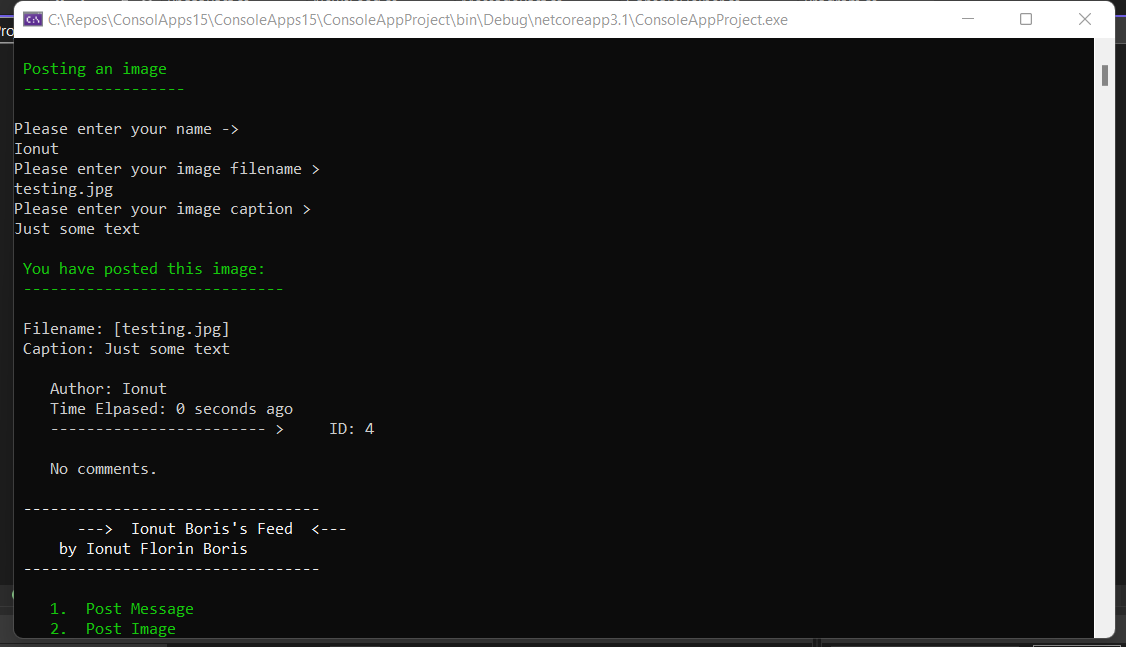 C:\Repos\ConsolApps15\ConsoleApps15\ConsoleAppProject\bin\Debug\netcoreapp3.1\ConsoleAppProject.exe
Posting an image
------------------
Please enter your name ->
Ionut
Please enter your image filename >
testing.jpg
Please enter your image caption >
Just some text
You have posted this image:
-----------------------------
Filename: [testing.jpg]
Caption: Just some text
Author: Ionut
Time Elpased: 0 seconds ago
------------------------ >     ID: 4
No comments.
---------------------------------
--->  Ionut Boris's Feed  <---
by Ionut Florin Boris
---------------------------------
1.  Post Message
2.  Post Image